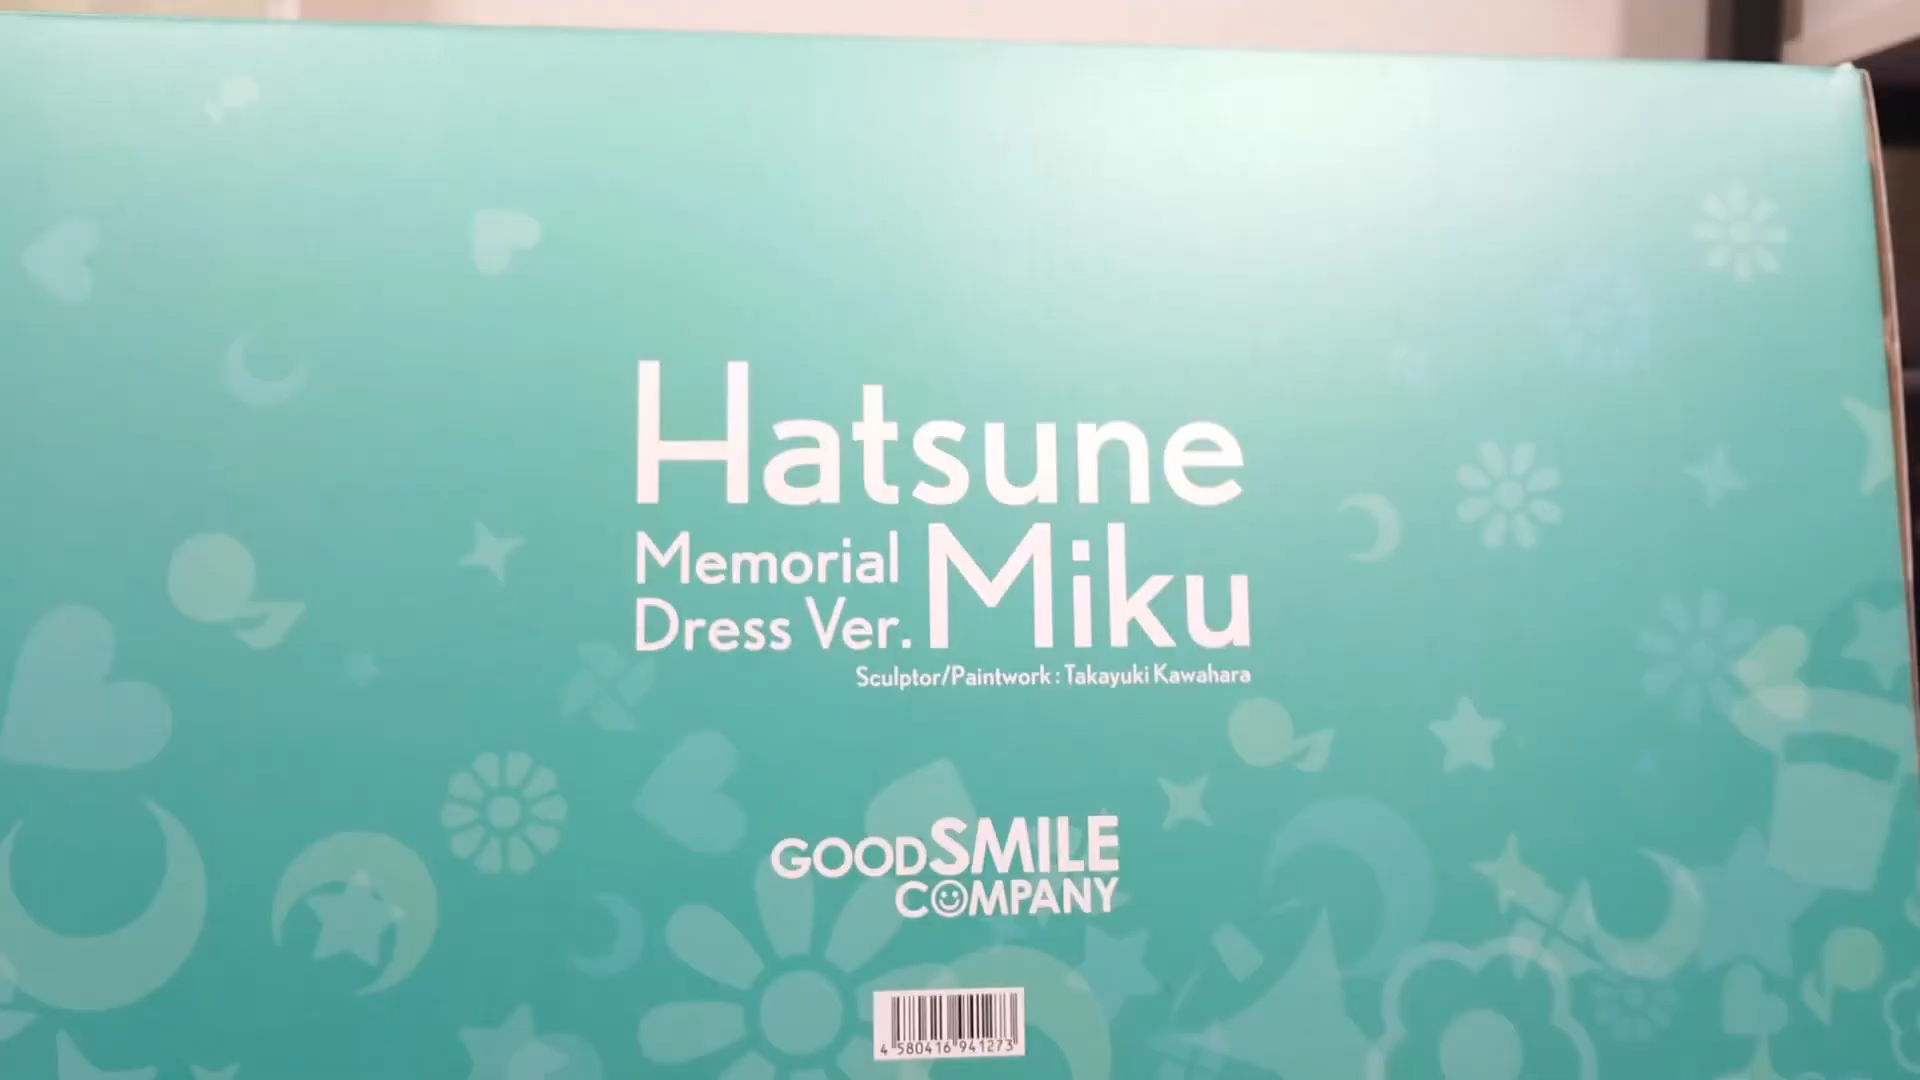 Hatsune
Memorial
Dress Ver.
Miku
Sculptor/Paintwork : Takayuki Kawahara
GOODSMILE
COMPANY
4 580416 941273